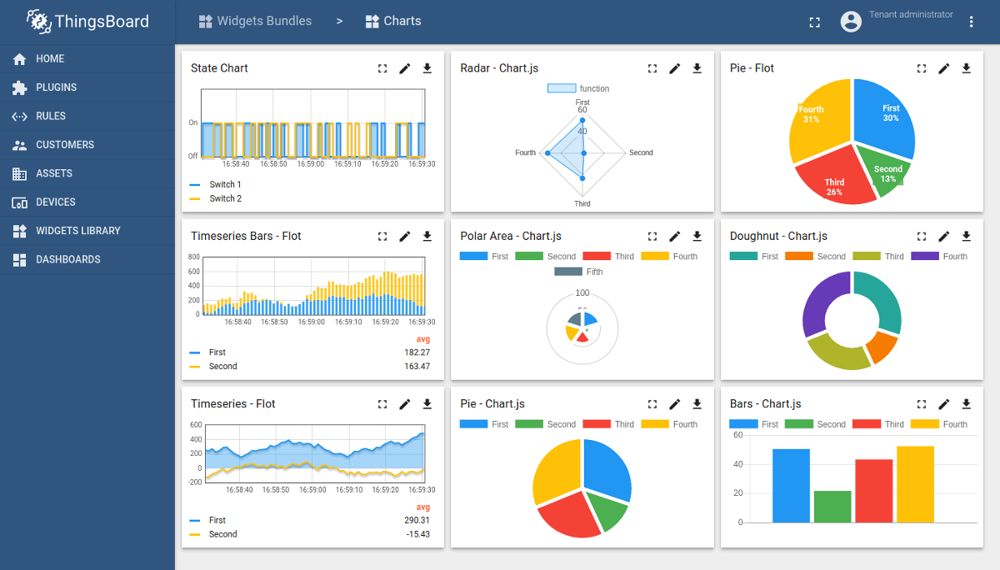 ThingsBoard
Widgets Bundles > Charts
Tenant administrator
HOME
PLUGINS
RULES
CUSTOMERS
ASSETS
DEVICES
WIDGETS LIBRARY
DASHBOARDS
State Chart
On
Off
16:58:40 16:58:50 16:59:00 16:59:10 16:59:20 16:59:30
Switch 1
Switch 2
Radar - Chart.js
function
First
60
40
Fourth Second
Third
Pie - Flot
Fourth
31%
First
30%
Second
13%
Third
26%
Timeseries Bars - Flot
800
600
400
200
0
16:58:40 16:58:50 16:59:00 16:59:10 16:59:20 16:59:30
avg
First 182.27
Second 163.47
Polar Area - Chart.js
First Second Third Fourth
Fifth
100
Doughnut - Chart.js
First Second Third Fourth
Timeseries - Flot
600
400
200
0
-200
16:58:40 16:58:50 16:59:00 16:59:10 16:59:20 16:59:30
avg
First 290.31
Second -15.43
Pie - Chart.js
First Second Third Fourth
Bars - Chart.js
First Second Third Fourth
60
40
20
0